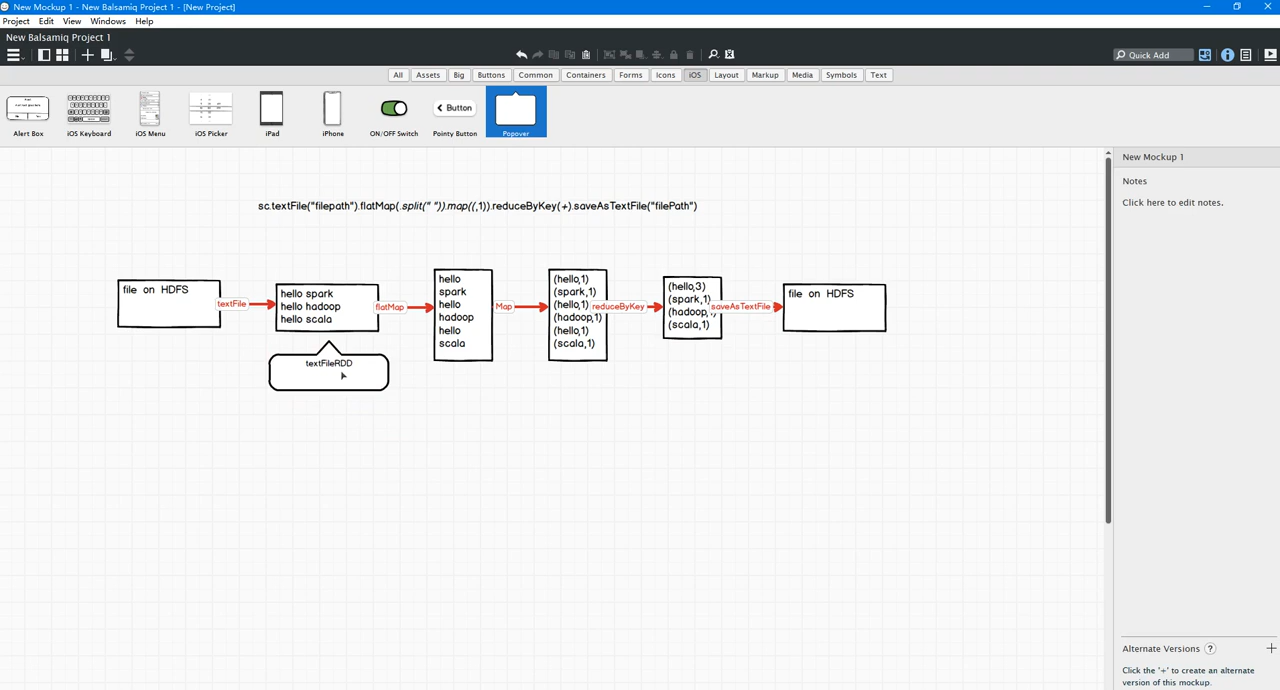 New Mockup 1 - New Balsamiq Project 1 - [New Project]
Project Edit View Windows Help
New Balsamiq Project 1
Quick Add
All Assets Big Buttons Common Containers Forms Icons iOS Layout Markup Media Symbols Text
Button
Alert Box iOS Keyboard iOS Menu iOS Picker iPad iPhone ON/OFF Switch Pointy Button Popover
New Mockup 1
Notes
Click here to edit notes.
sc.textFile("filepath").flatMap(.split(" ")).map((,1)).reduceByKey(+).saveAsTextFile("filePath")
file on HDFS
textFile
hello spark
hello hadoop
hello scala
flatMap
hello
spark
hello
hadoop
hello
scala
Map
(hello,1)
(spark,1)
(hello,1)
(hadoop,1)
(hello,1)
(scala,1)
reduceByKey
(hello,3)
(spark,1)
(hadoop,
(scala,1)
saveAsTextFile
file on HDFS
textFileRDD
Alternate Versions ?
Click the '+' to create an alternate
version of this mockup.